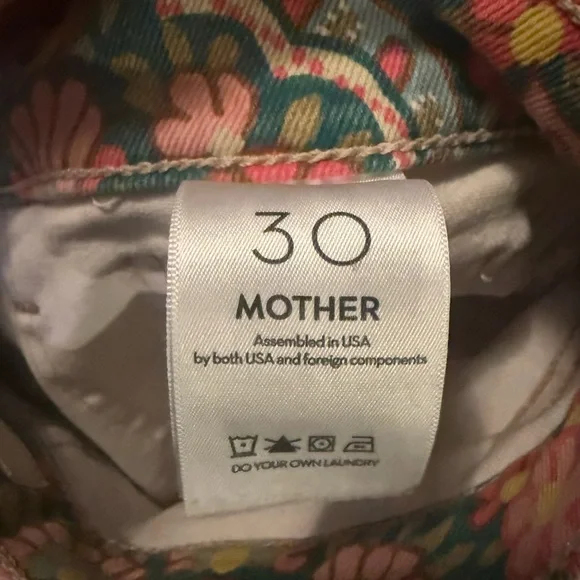 30
MOTHER
Assembled in USA
by both USA and foreign components
DO YOUR OWN LAUNDRY